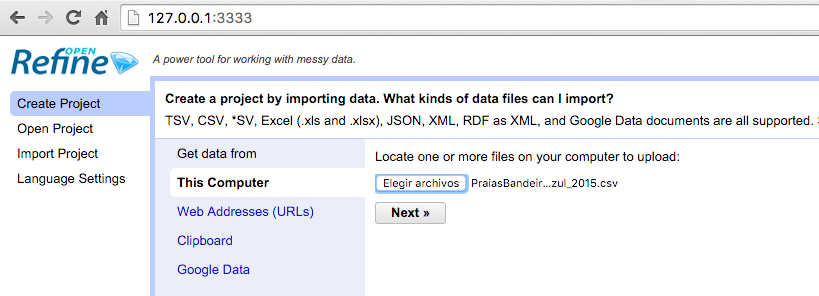 127.0.0.1:3333
OPEN
Refine
A power tool for working with messy data.
Create Project
Open Project
Import Project
Language Settings
Create a project by importing data. What kinds of data files can I import?
TSV, CSV, *SV, Excel (.xls and .xlsx), JSON, XML, RDF as XML, and Google Data documents are all supported.
Get data from
This Computer
Web Addresses (URLs)
Clipboard
Google Data
Locate one or more files on your computer to upload:
Elegir archivos PraiasBandeir...zul_2015.csv
Next »